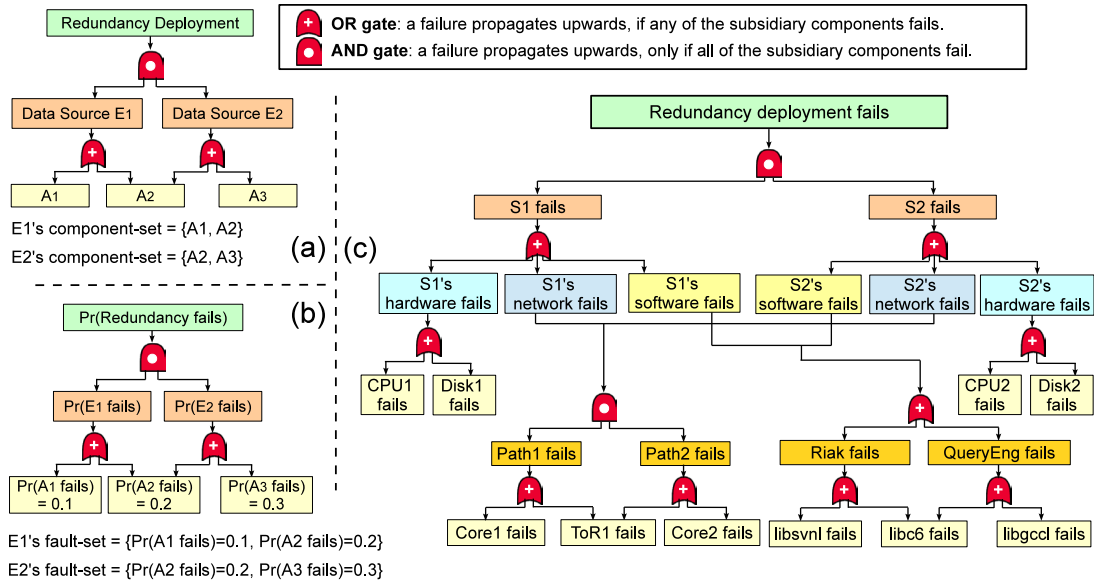 Redundancy Deployment
Data Source E1
Data Source E2
A1
A2
A3
E1's component-set = {A1, A2}
E2's component-set = {A2, A3}
(a)
OR gate: a failure propagates upwards, if any of the subsidiary components fails.
AND gate: a failure propagates upwards, only if all of the subsidiary components fail.
Pr(Redundancy fails)
(b)
Pr(E1 fails)
Pr(E2 fails)
Pr(A1 fails)
= 0.1
Pr(A2 fails)
= 0.2
Pr(A3 fails)
= 0.3
E1's fault-set = {Pr(A1 fails)=0.1, Pr(A2 fails)=0.2}
E2's fault-set = {Pr(A2 fails)=0.2, Pr(A3 fails)=0.3}
(c)
Redundancy deployment fails
S1 fails
S2 fails
S1's
hardware fails
S1's
network fails
S1's
software fails
S2's
software fails
S2's
network fails
S2's
hardware fails
CPU1
fails
Disk1
fails
CPU2
fails
Disk2
fails
Path1 fails
Path2 fails
Riak fails
QueryEng fails
Core1 fails
ToR1 fails
Core2 fails
libsvnl fails
libc6 fails
libgccl fails